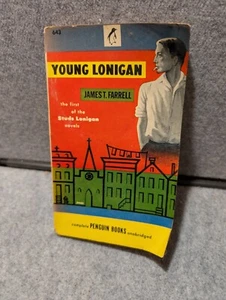 643
YOUNG LONIGAN
JAMES T. FARRELL
the first
of the
Studs Lonigan
novels
complete PENGUIN BOOKS unabridged